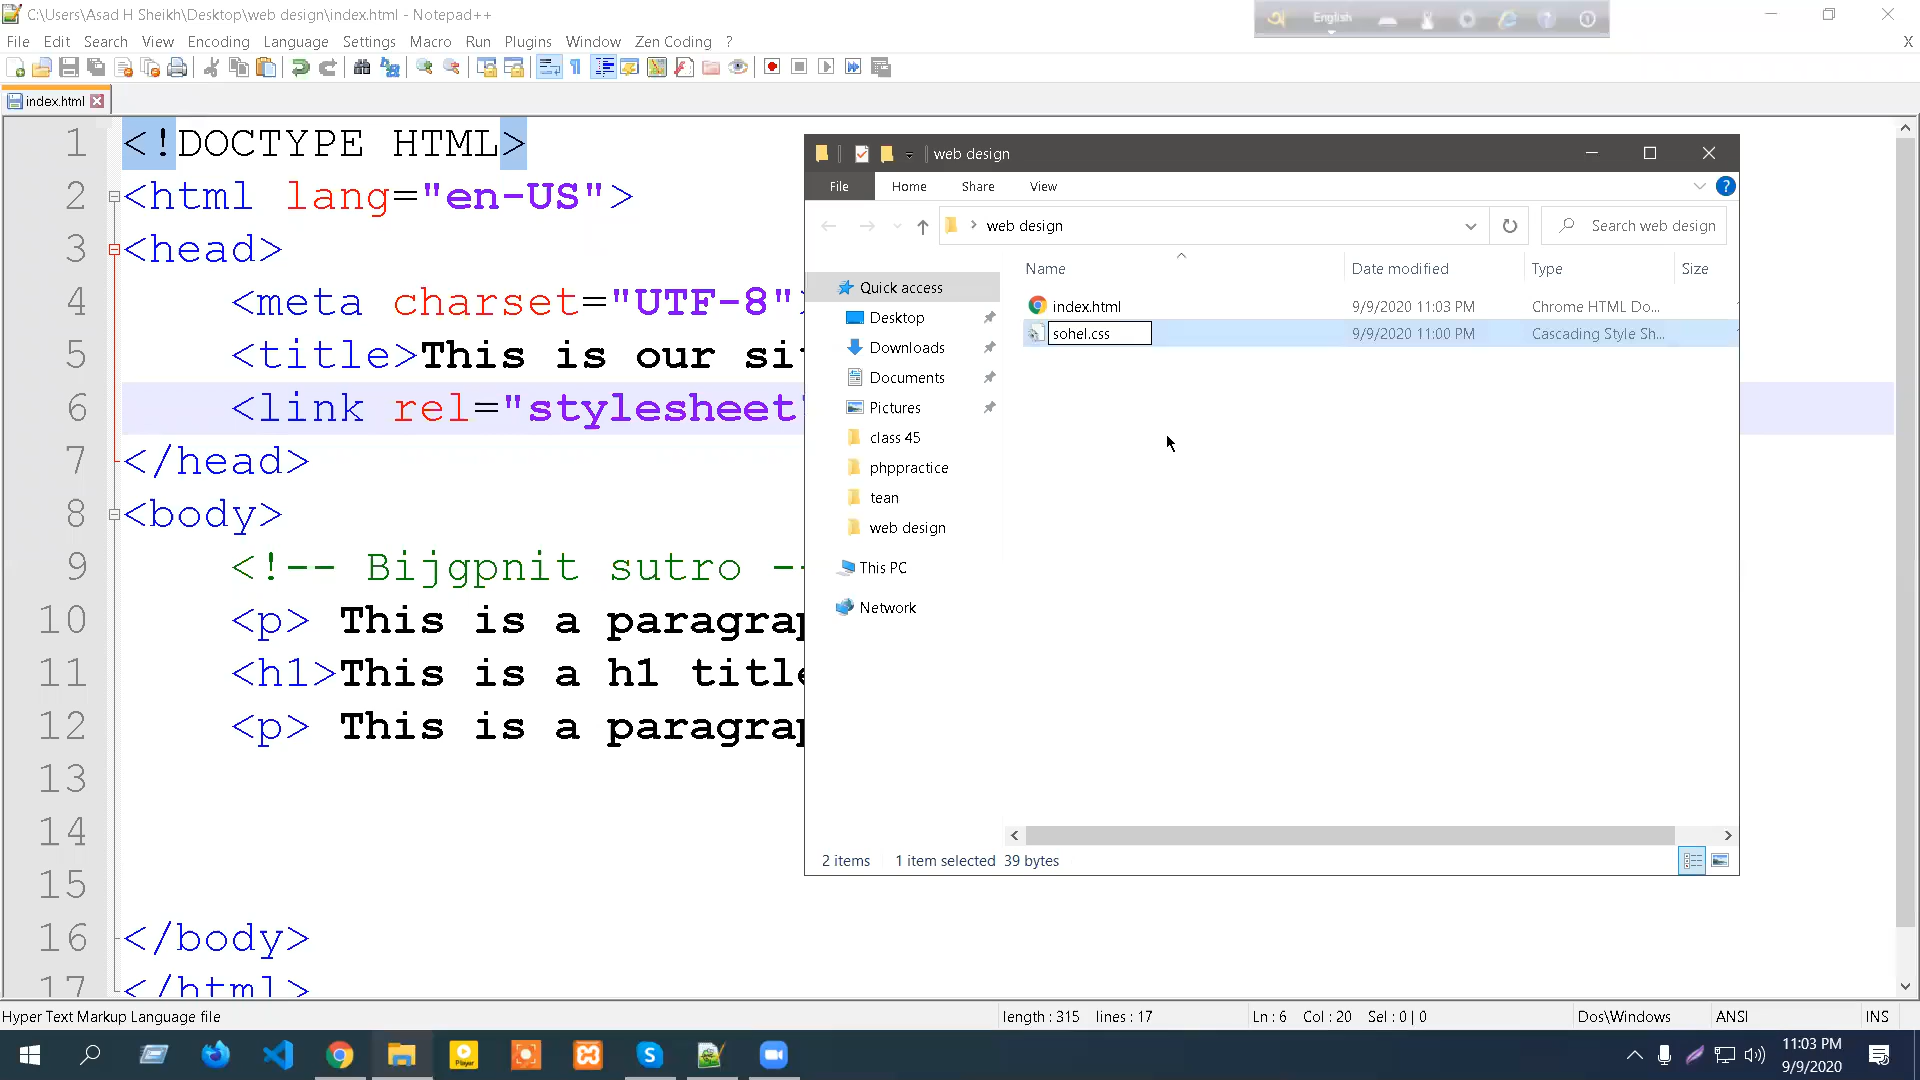 C:\Users\Asad H Sheikh\Desktop\web design\index.html - Notepad++
English
File Edit Search View Encoding Language Settings Macro Run Plugins Window Zen Coding ?
X
index.html
1 <!DOCTYPE HTML>
2 <html lang="en-US">
3 <head>
4 <meta charset="UTF-8"
5 <title>This is our
6 <link rel="stylesheet
7 </head>
8 <body>
9 <!-- Bijgpnit sutro
10 <p> This is a
11 <h1>This is a h1
12 <p> This is a
13
14
15
16 </body>
17 </html>
web design
File Home Share View
web design
Search web design
Name Date modified Type Size
Quick access
Desktop
Downloads
Documents
Pictures
class 45
phppractice
tean
web design
This PC
Network
index.html 9/9/2020 11:03 PM Chrome HTML Do...
sohel.css 9/9/2020 11:00 PM Cascading Style Sh...
2 items 1 item selected 39 bytes
Hyper Text Markup Language file length : 315 lines : 17 Ln : 6 Col : 20 Sel : 0 | 0 Dos\Windows ANSI INS
Player
11:03 PM
9/9/2020